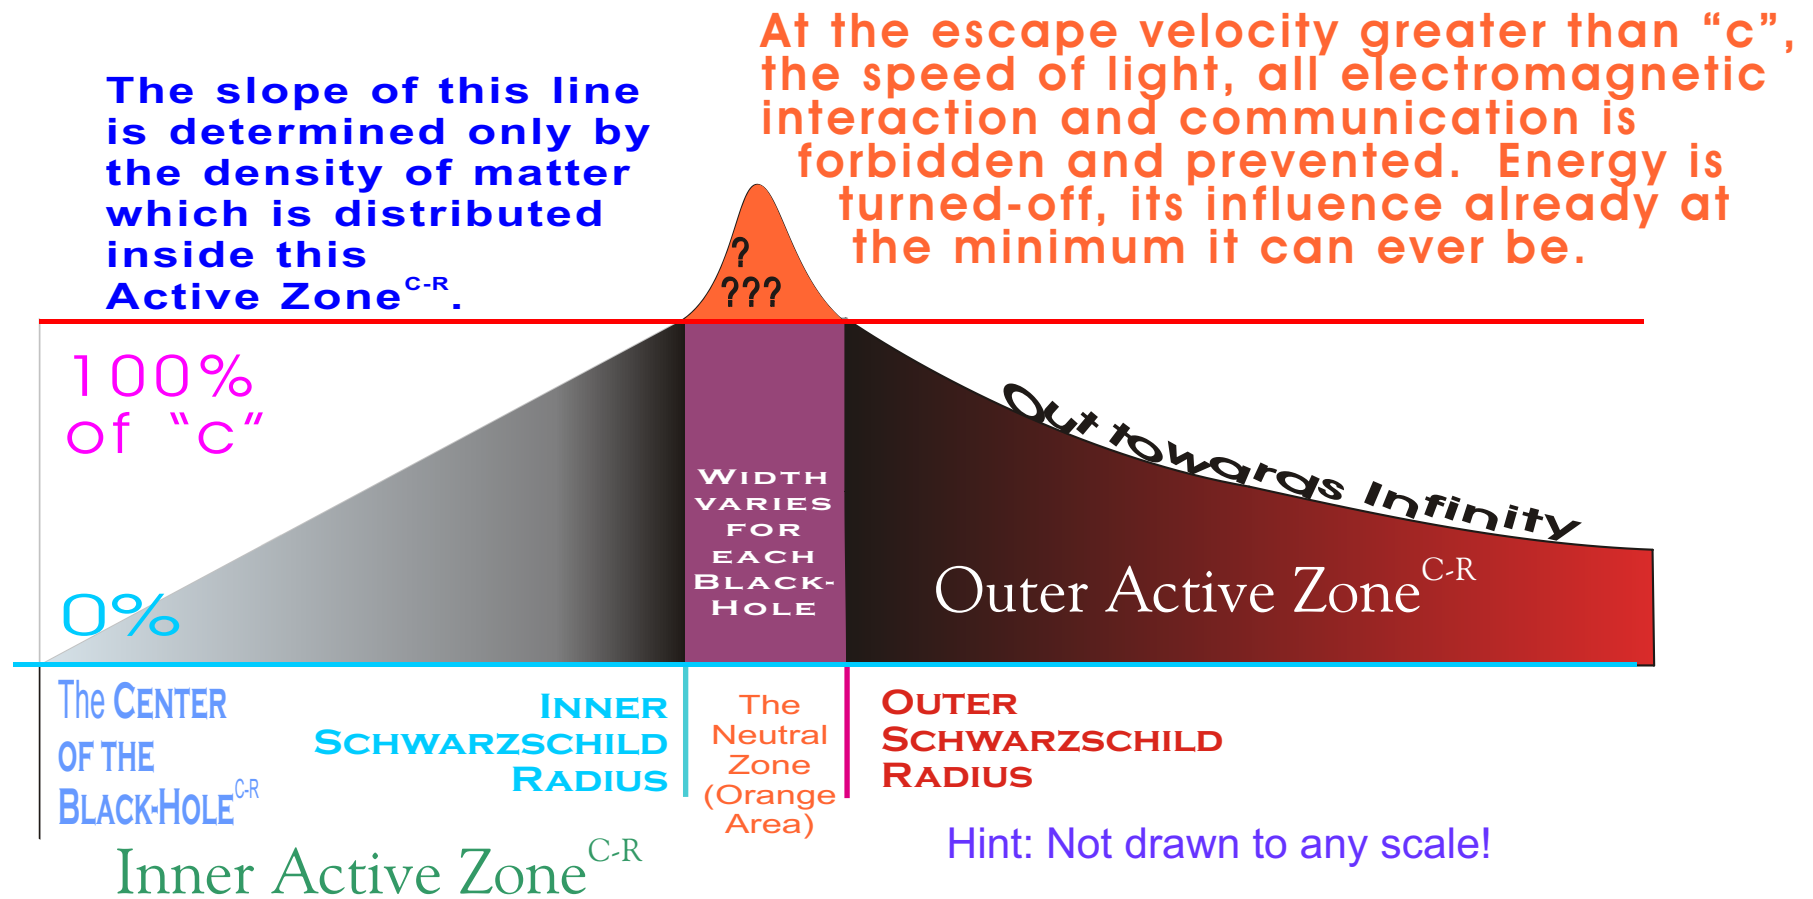 The slope of this line
is determined only by
the density of matter
which is distributed
inside this
Active Zone C-R.
At the escape velocity greater than “c”,
the speed of light, all electromagnetic
interaction and communication is
forbidden and prevented.  Energy is
turned-off, its influence already at
the minimum it can ever be.
?
???
100%
of “c”
0%
WIDTH
VARIES
FOR
EACH
BLACK-
HOLE
Out towards Infinity
Outer Active Zone C-R
The CENTER
OF THE
BLACK-HOLE C-R
INNER
SCHWARZSCHILD
RADIUS
The
Neutral
Zone
(Orange
Area)
OUTER
SCHWARZSCHILD
RADIUS
Inner Active Zone C-R
Hint: Not drawn to any scale!